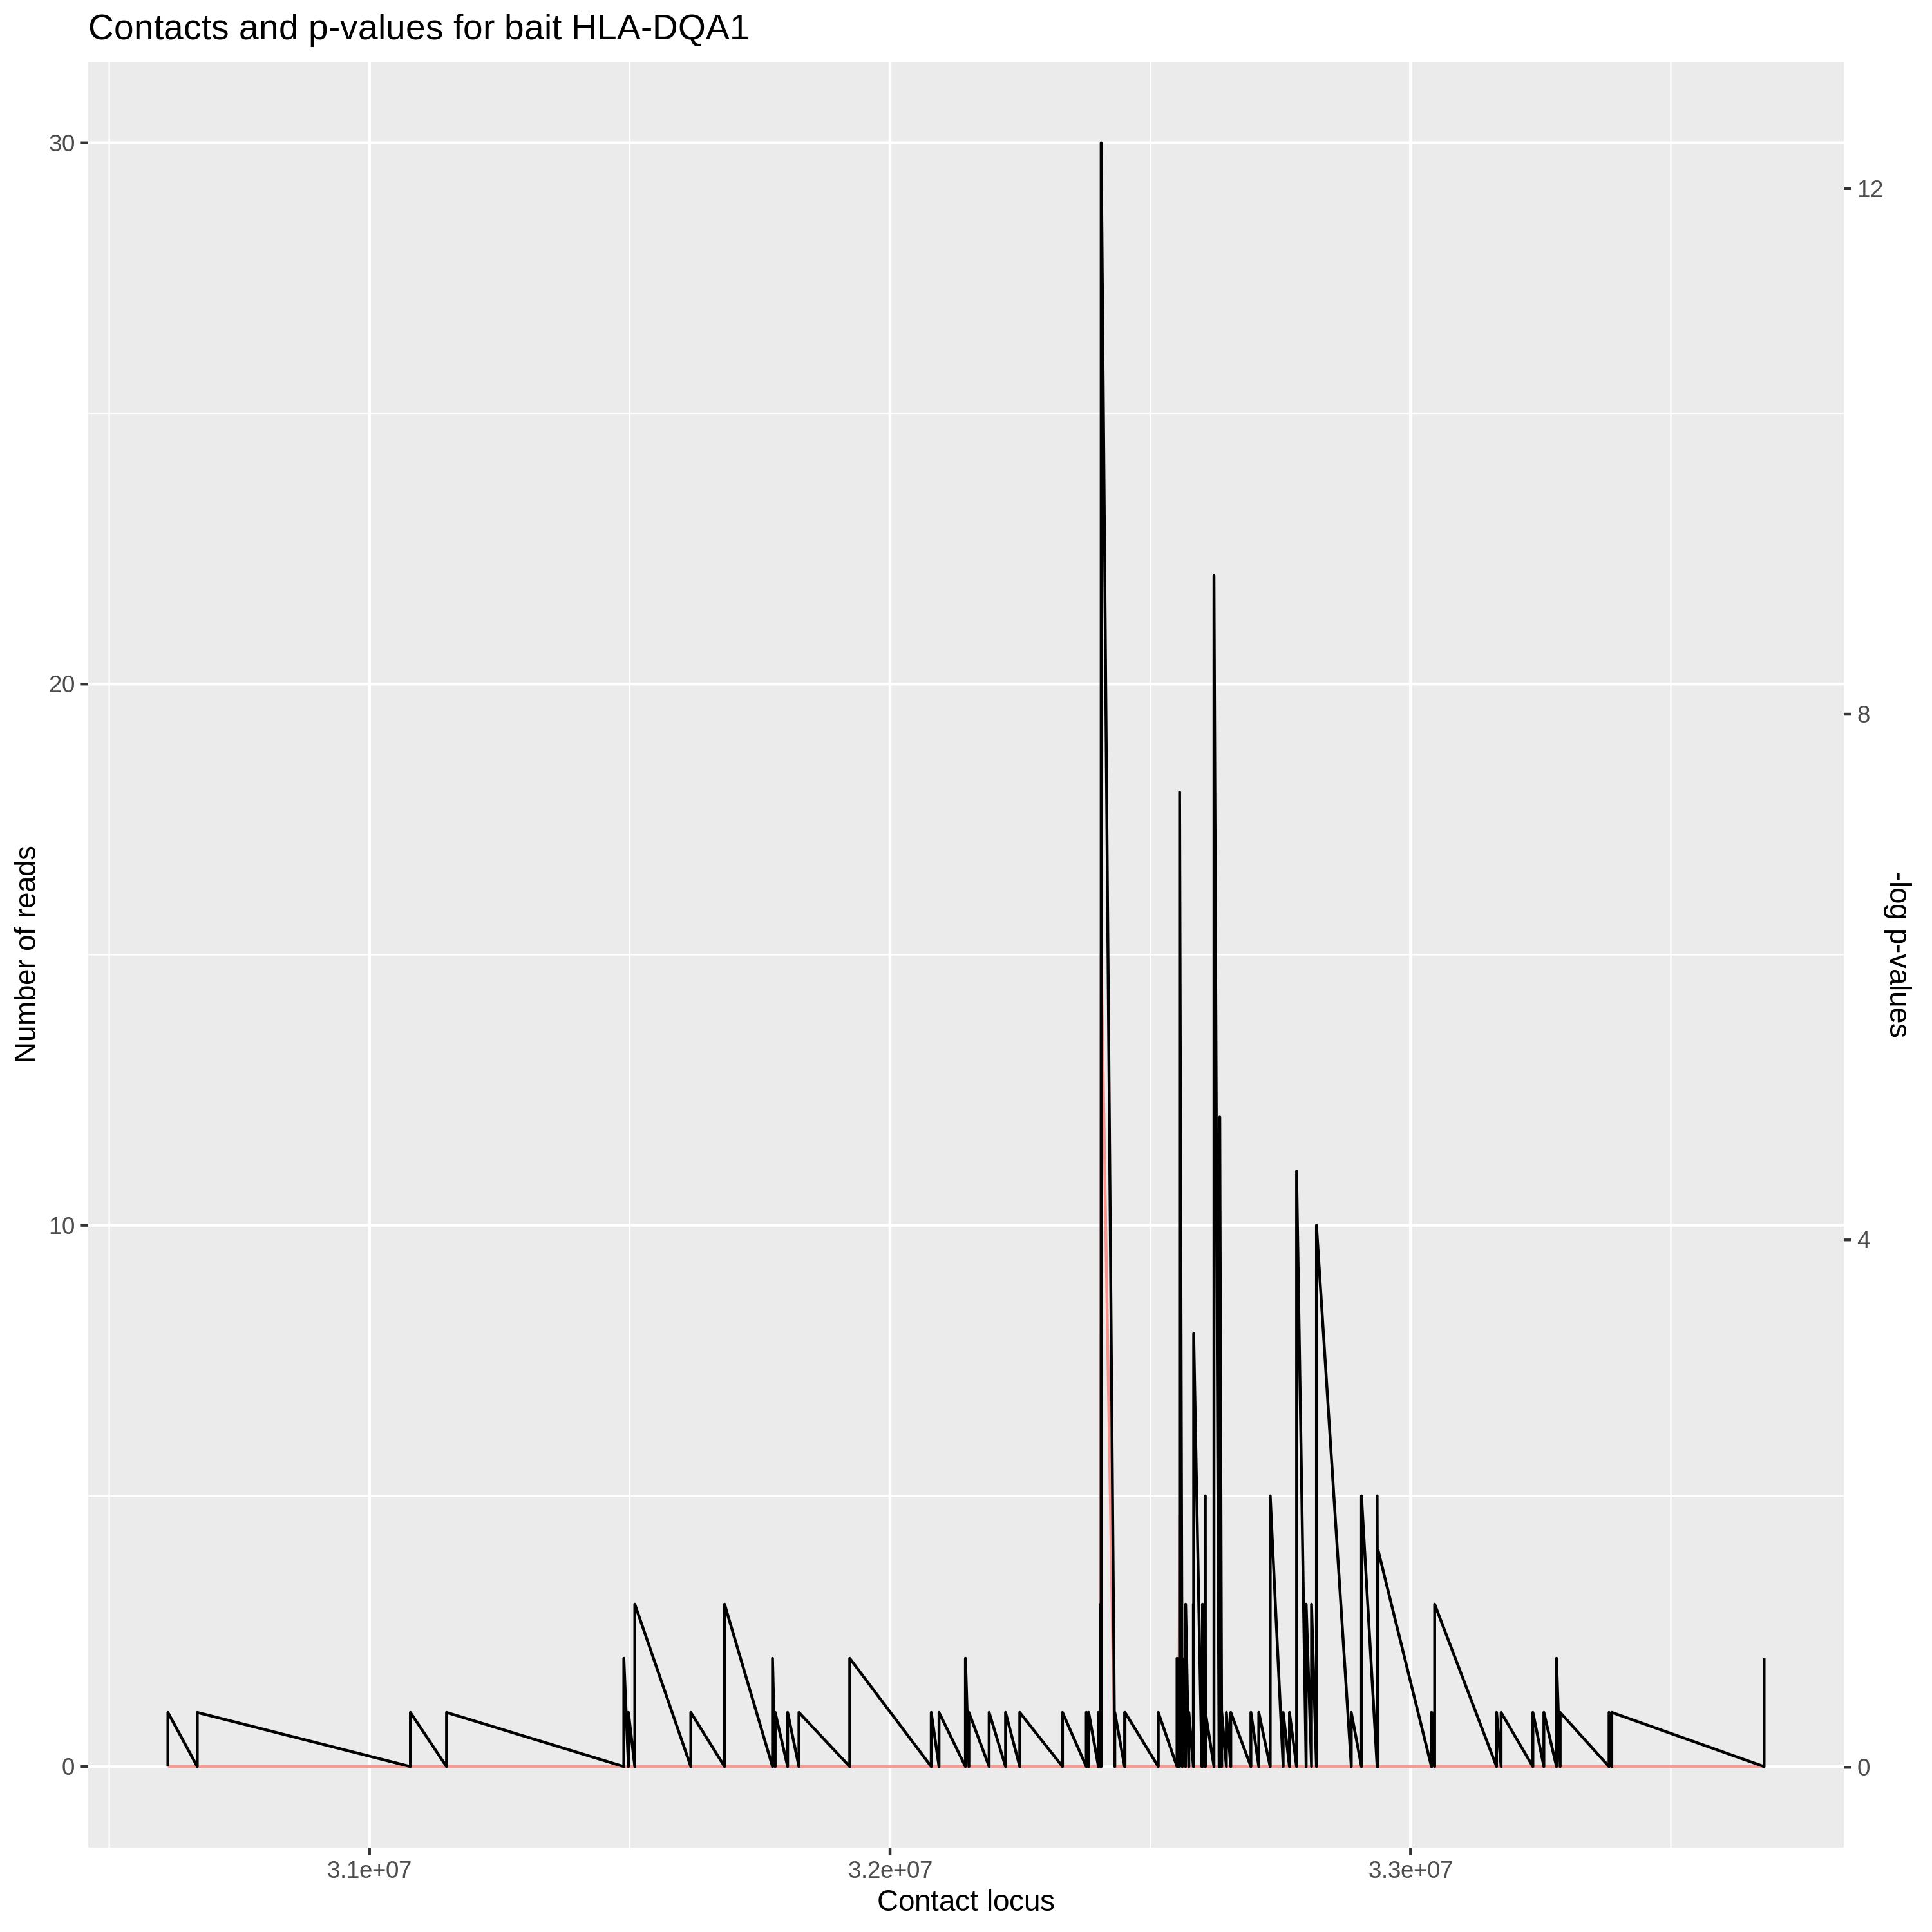 Contacts and p-values for bait HLA-DQA1
30
20
10
0
Number of reads
12
8
4
0
-log p-values
3.1e+07
3.2e+07
3.3e+07
Contact locus